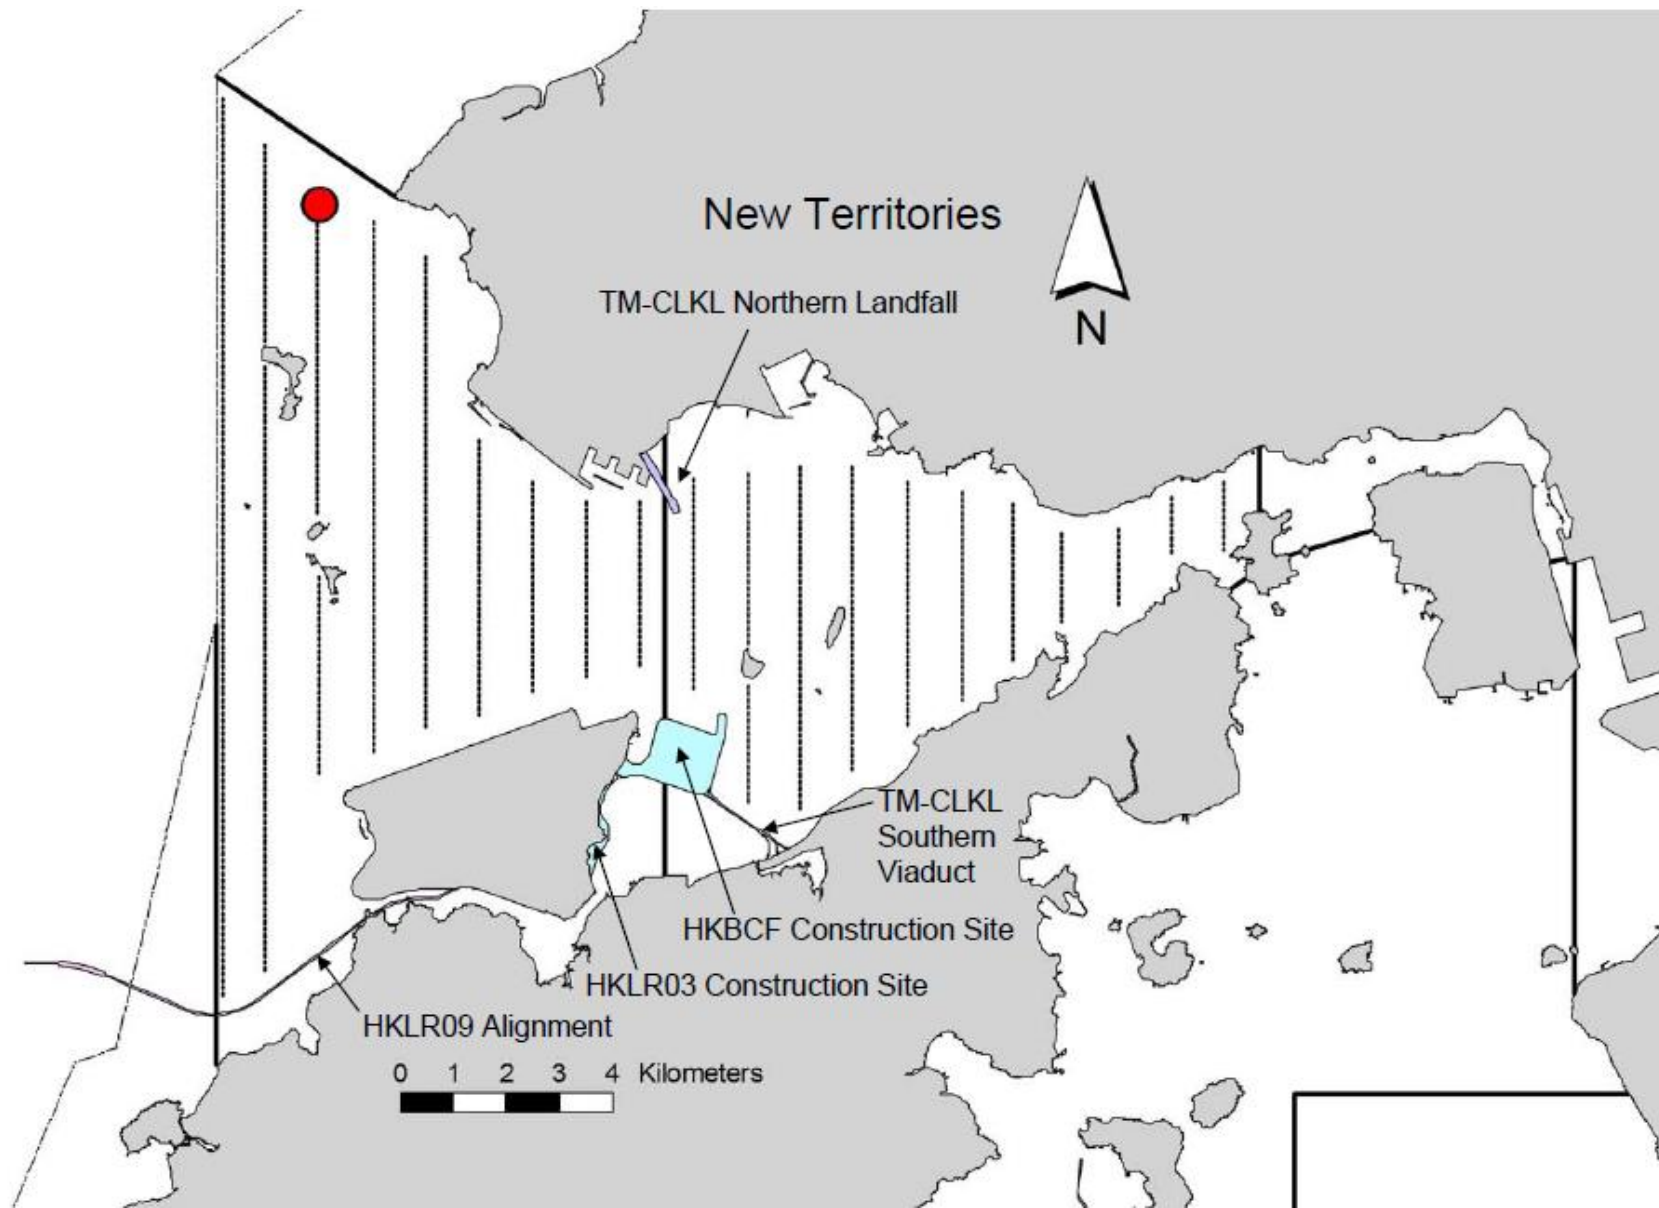 New Territories
TM-CLKL Northern Landfall
N
TM-CLKL
Southern
Viaduct
HKBCF Construction Site
HKLR03 Construction Site
HKLR09 Alignment
0 1 2 3 4 Kilometers